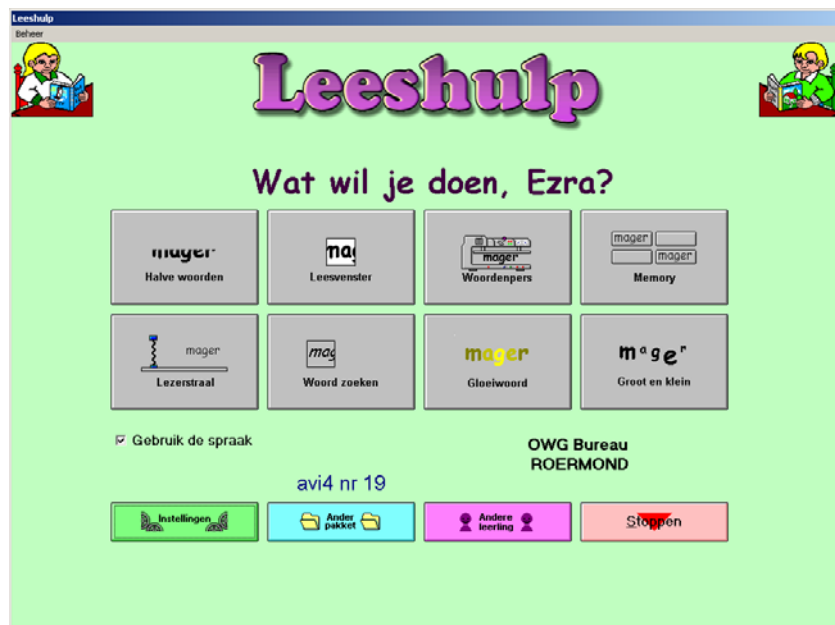 Leeshulp
Beheer
Leeshulp
Wat wil je doen, Ezra?
mager
Halve woorden
mag
Leesvenster
mager
Woordenpers
mager
mager
Memory
mager
Lezerstraal
mag
Woord zoeken
mager
Gloeiwoord
mager
Groot en klein
Gebruik de spraak
OWG Bureau
ROERMOND
avi4 nr 19
Instellingen
Ander
pakket
Andere
leerling
Stoppen